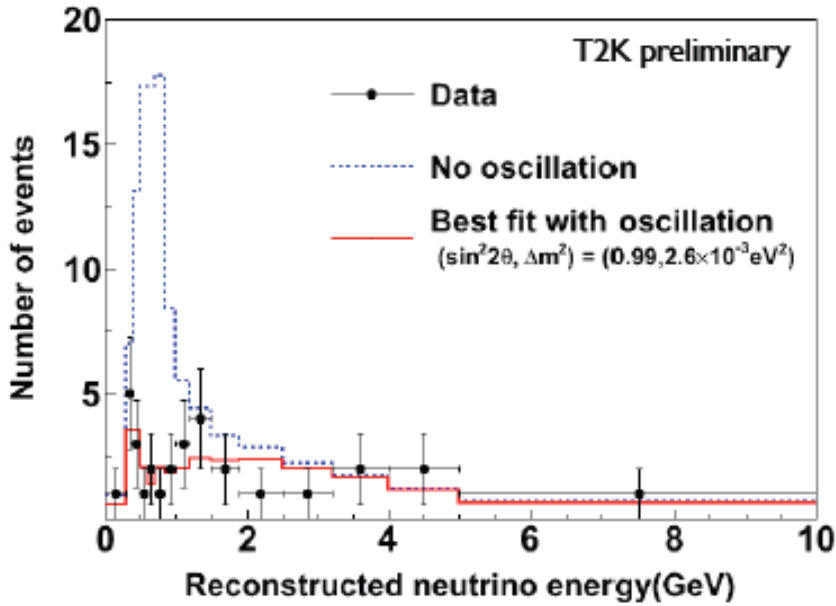 20
T2K preliminary
Data
15
No oscillation
Best fit with oscillation
(sin²2θ, Δm²) = (0.99,2.6×10⁻³eV²)
10
5
Number of events
0 2 4 6 8 10
Reconstructed neutrino energy(GeV)